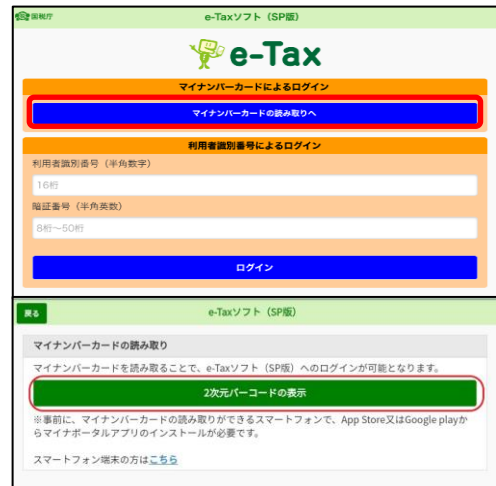 国税庁
e-Taxソフト（SP版）
e-Tax
マイナンバーカードによるログイン
マイナンバーカードの読み取りへ
利用者識別番号によるログイン
利用者識別番号（半角数字）
16桁
暗証番号（半角英数）
8桁～50桁
ログイン
戻る
e-Taxソフト（SP版）
マイナンバーカードの読み取り
マイナンバーカードを読み取ることで、e-Taxソフト（SP版）へのログインが可能となります。
2次元バーコードの表示
※事前に、マイナンバーカードの読み取りができるスマートフォンで、App Store又はGoogle playか
らマイナポータルアプリのインストールが必要です。
スマートフォン端末の方はこちら